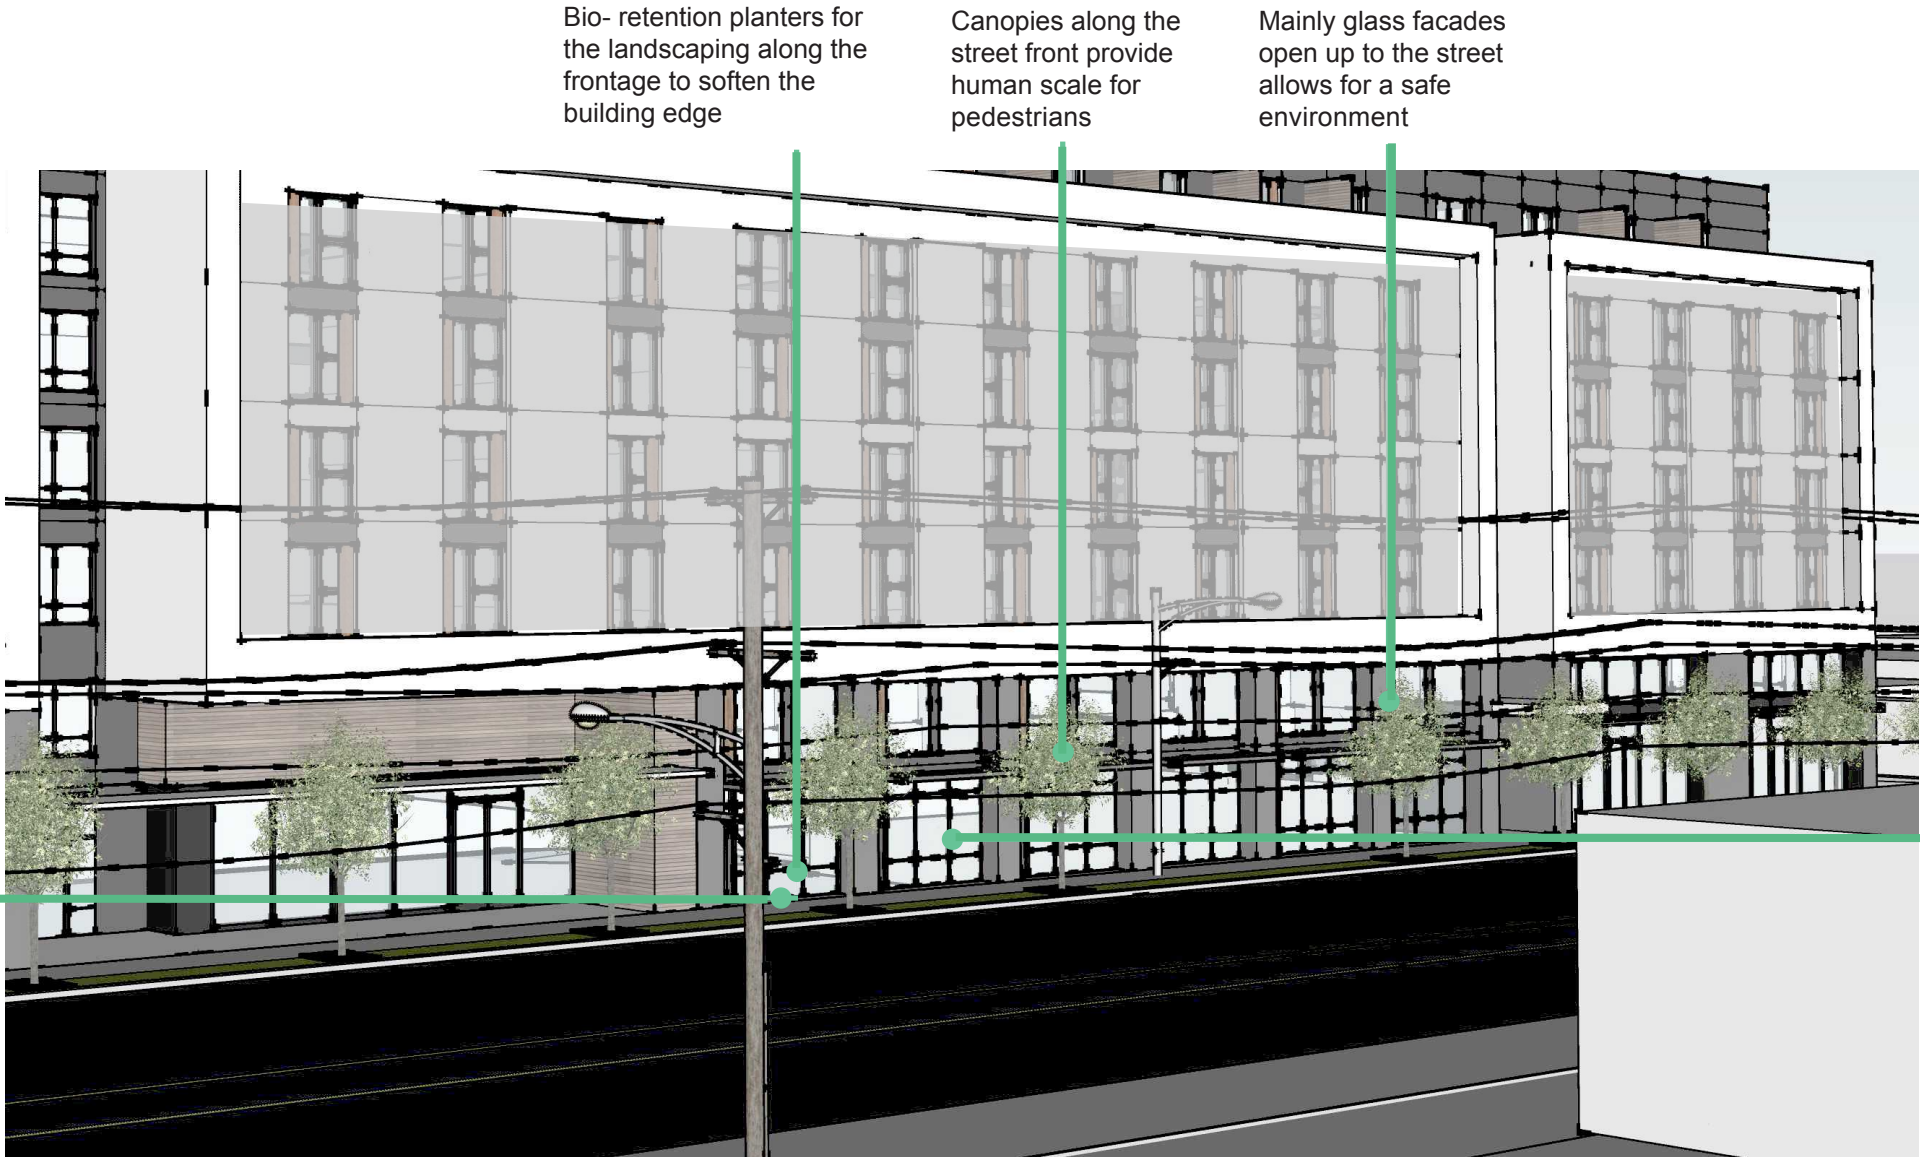 Bio- retention planters for
the landscaping along the
frontage to soften the
building edge
Canopies along the
street front provide
human scale for
pedestrians
Mainly glass facades
open up to the street
allows for a safe
environment